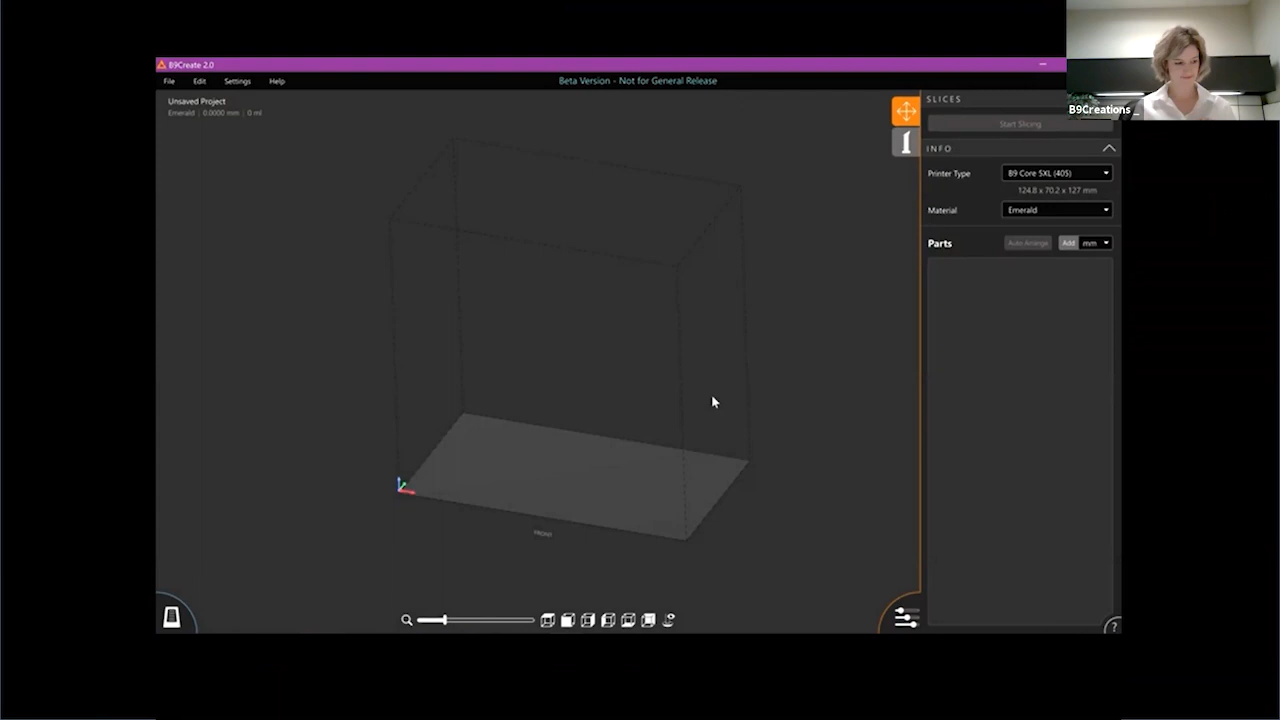 B9Create 2.0
File Edit Settings Help
Beta Version - Not for General Release
Unsaved Project
Emerald | 0.0000 mm | 0 ml
B9Creations _
SLICES
Start Slicing
INFO
Printer Type B9 Core 5XL (405)
124.8 x 70.2 x 127 mm
Material Emerald
Parts Auto Arrange Add mm
FRONT
?